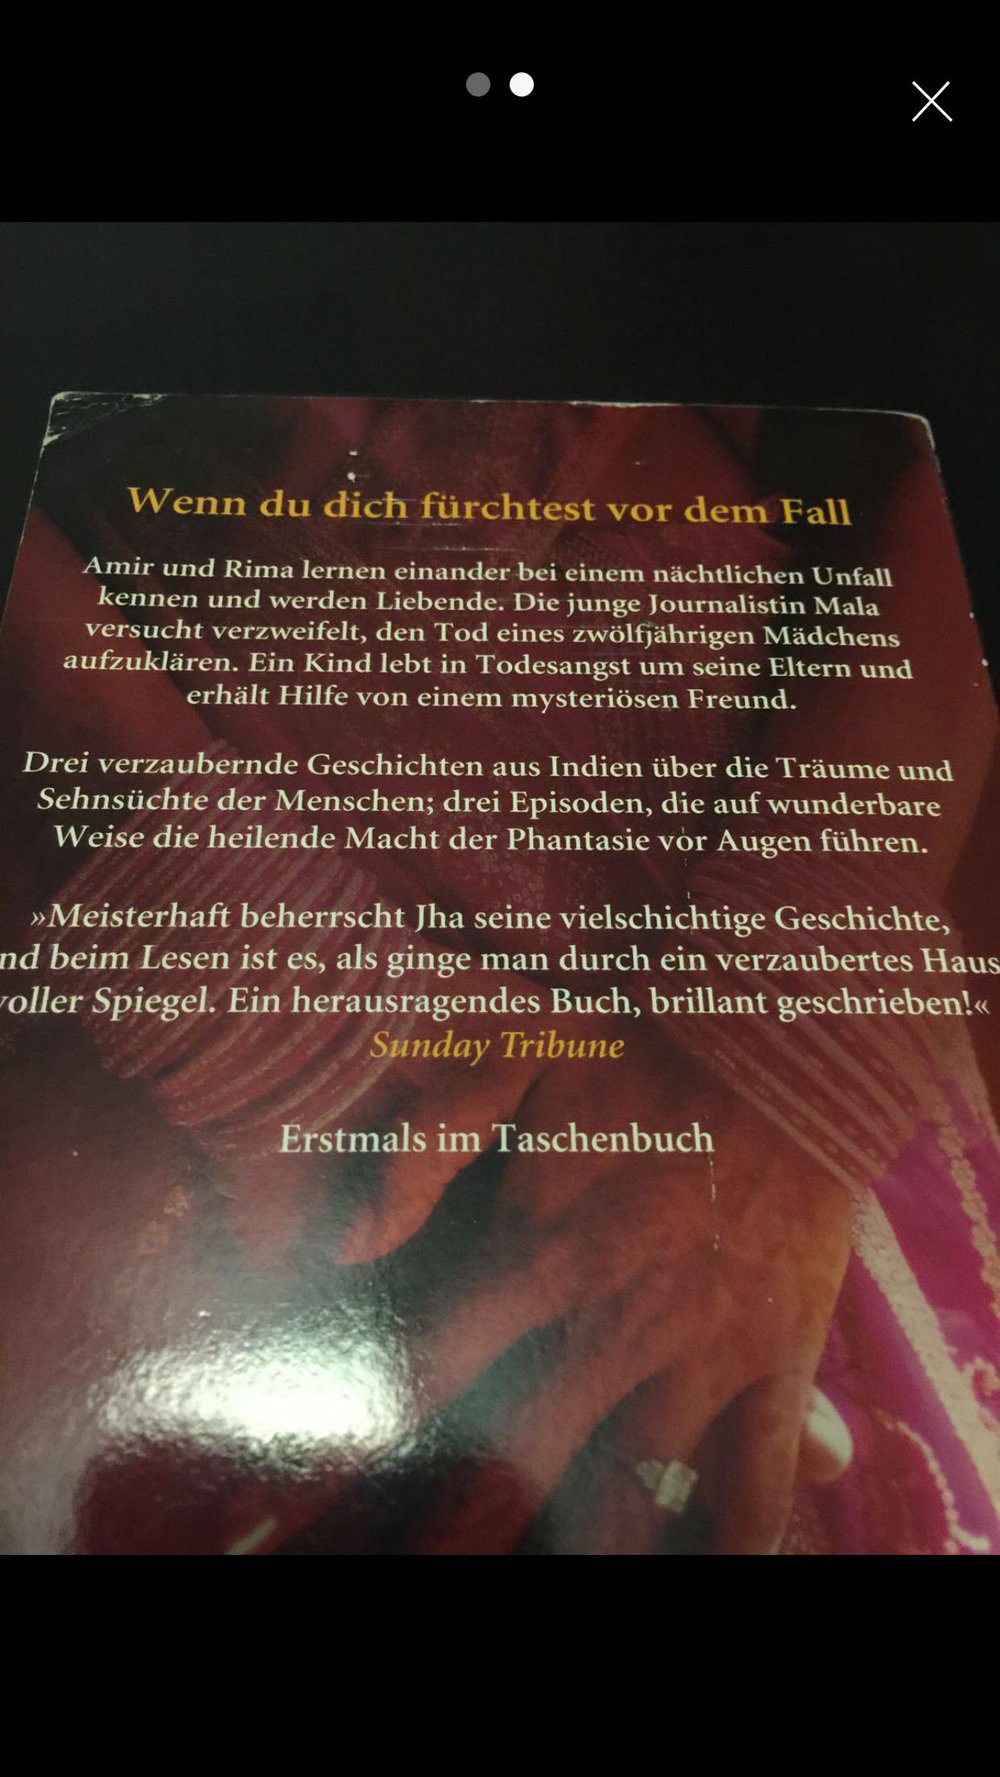 Wenn du dich fürchtest vor dem Fall
Amir und Rima lernen einander bei einem nächtlichen Unfall
kennen und werden Liebende. Die junge Journalistin Mala
versucht verzweifelt, den Tod eines zwölfjährigen Mädchens
aufzuklären. Ein Kind lebt in Todesangst um seine Eltern und
erhält Hilfe von einem mysteriösen Freund.
Drei verzaubernde Geschichten aus Indien über die Träume und
Sehnsüchte der Menschen; drei Episoden, die auf wunderbare
Weise die heilende Macht der Phantasie vor Augen führen.
»Meisterhaft beherrscht Jha seine vielschichtige Geschichte,
nd beim Lesen ist es, als ginge man durch ein verzaubertes Haus
voller Spiegel. Ein herausragendes Buch, brillant geschrieben!«
Sunday Tribune
Erstmals im Taschenbuch